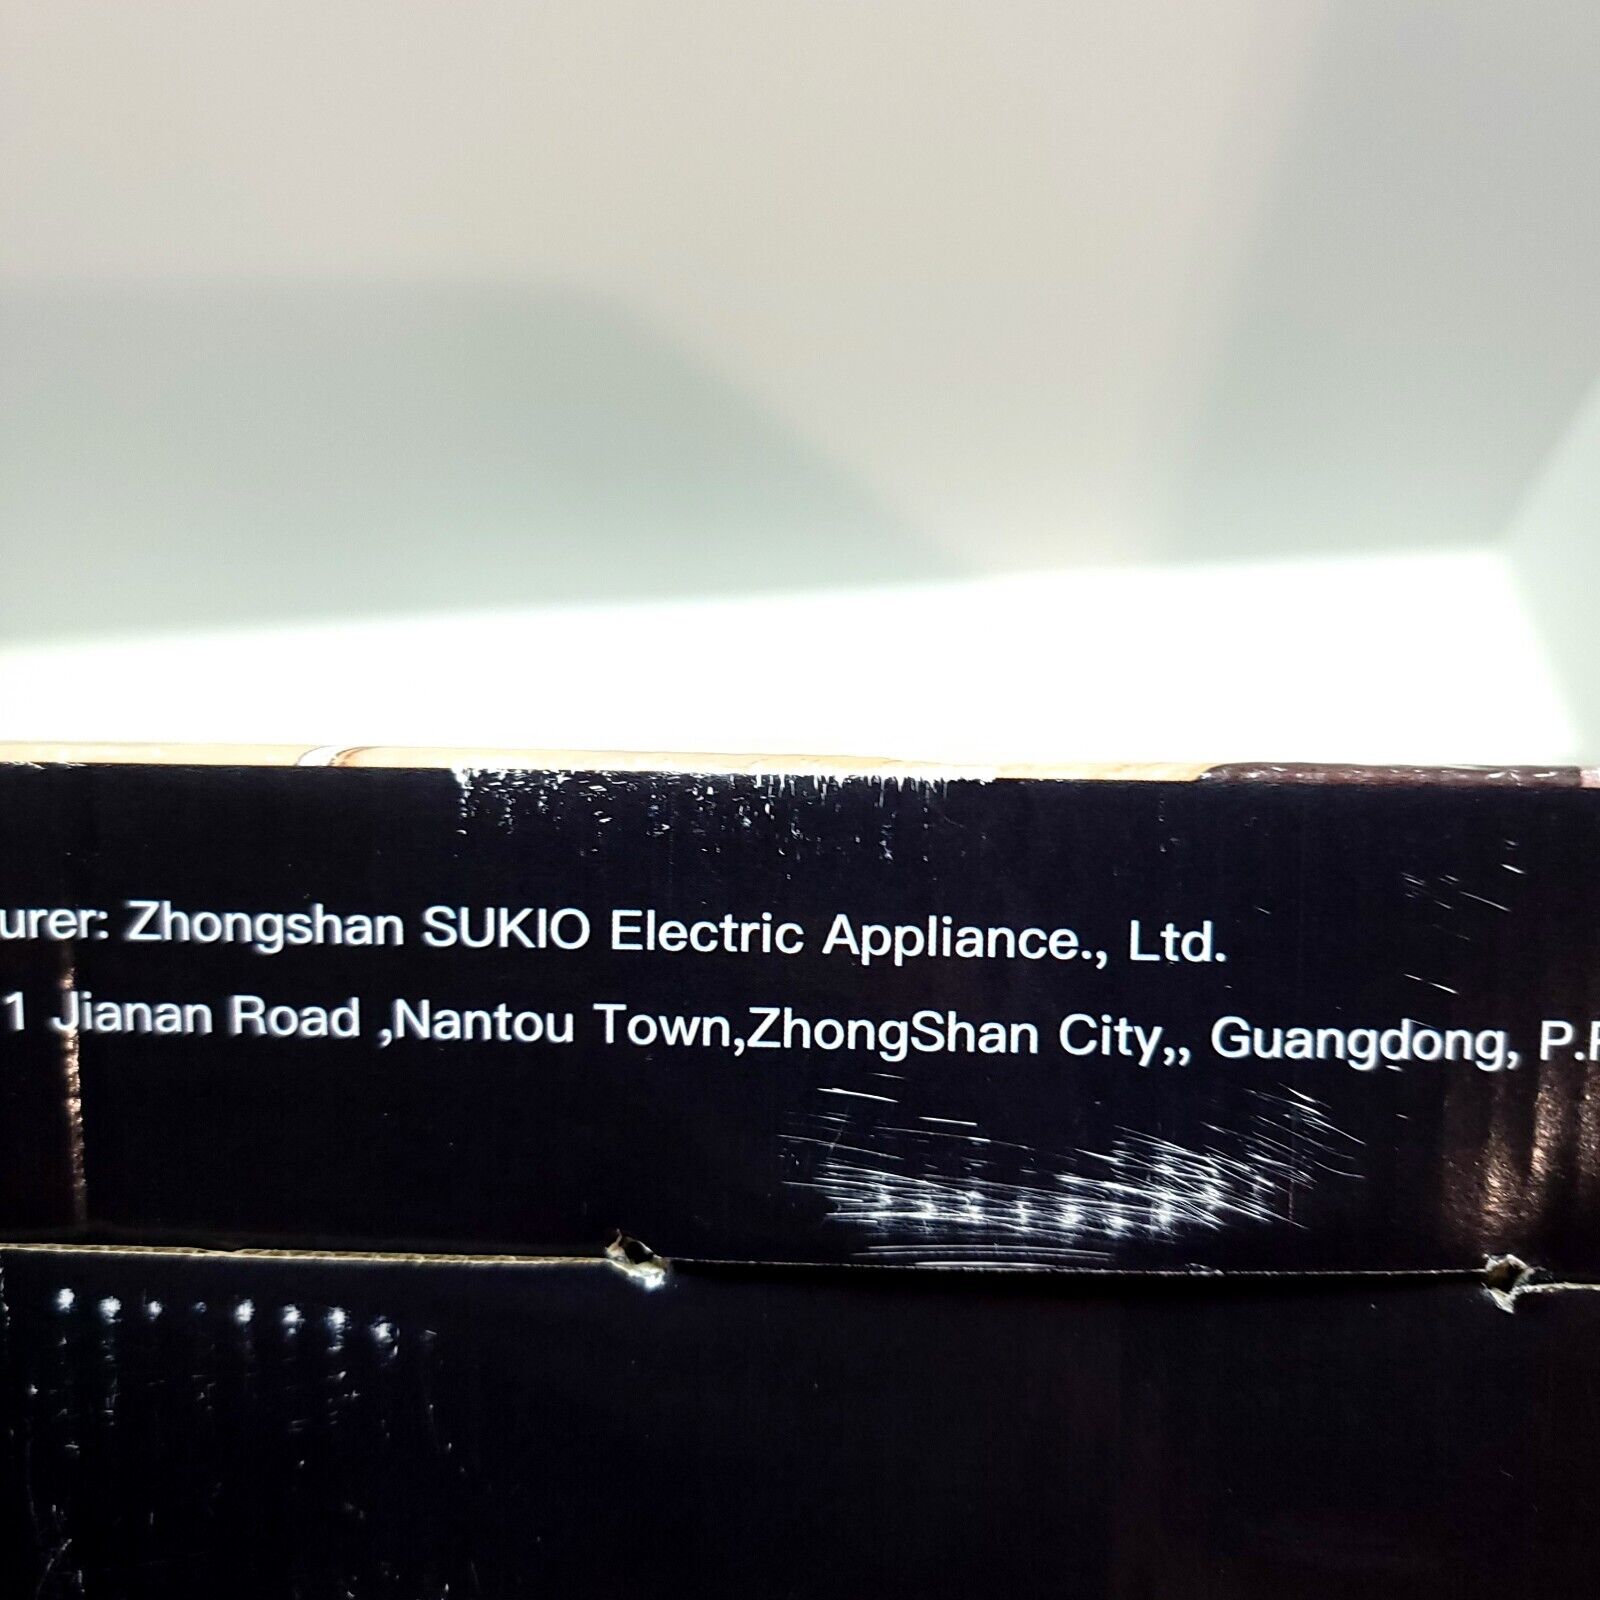 urer: Zhongshan SUKIO Electric Appliance., Ltd.
1 Jianan Road ,Nantou Town,ZhongShan City,, Guangdong, P.R